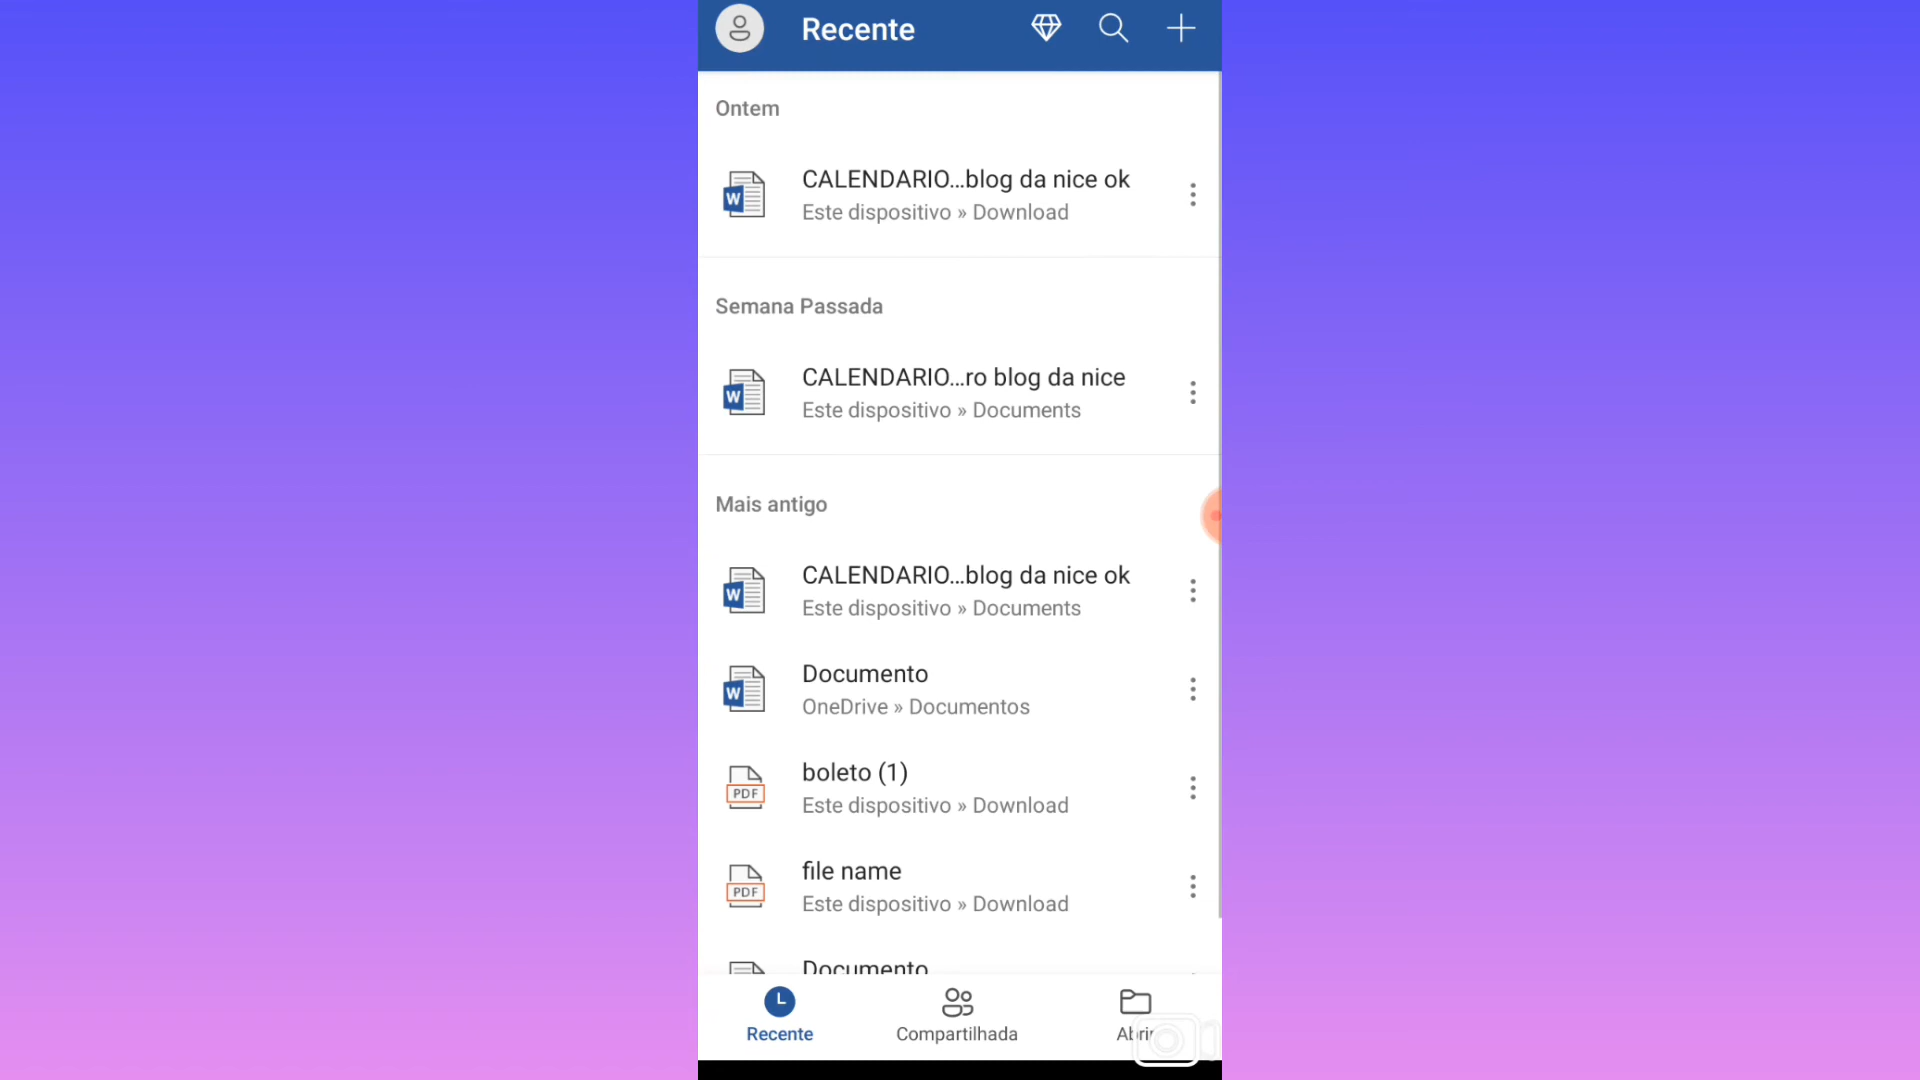 Recente
Ontem
CALENDARIO...blog da nice ok
Este dispositivo » Download
Semana Passada
CALENDARIO...ro blog da nice
Este dispositivo » Documents
Mais antigo
CALENDARIO...blog da nice ok
Este dispositivo » Documents
Documento
OneDrive » Documentos
boleto (1)
PDF
Este dispositivo » Download
file name
PDF
Este dispositivo » Download
Documento
Recente
Compartilhada
Abrir